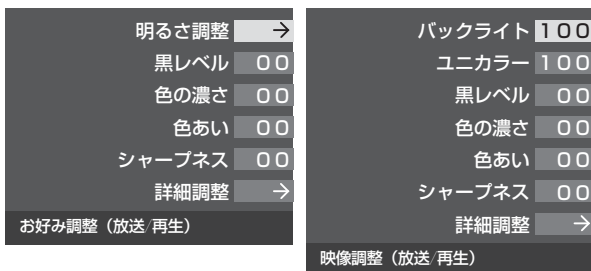 明るさ調整 →
黒レベル 00
色の濃さ 00
色あい 00
シャープネス 00
詳細調整 →
お好み調整（放送/再生）
バックライト 100
ユニカラー 100
黒レベル 00
色の濃さ 00
色あい 00
シャープネス 00
詳細調整 →
映像調整（放送/再生）